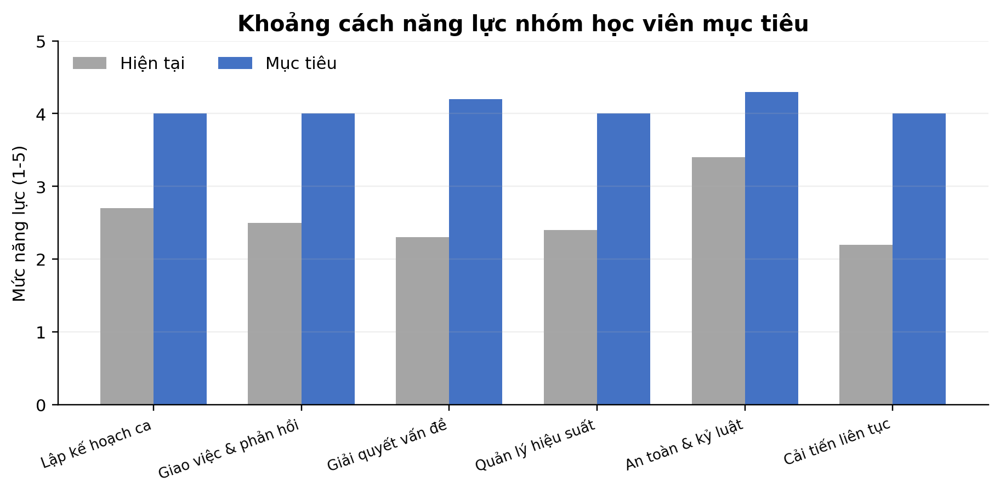 Khoảng cách năng lực nhóm học viên mục tiêu
Hiện tại
Mục tiêu
Mức năng lực (1-5)
5
4
3
2
1
0
Lập kế hoạch ca
Giao việc & phản hồi
Giải quyết vấn đề
Quản lý hiệu suất
An toàn & kỷ luật
Cải tiến liên tục